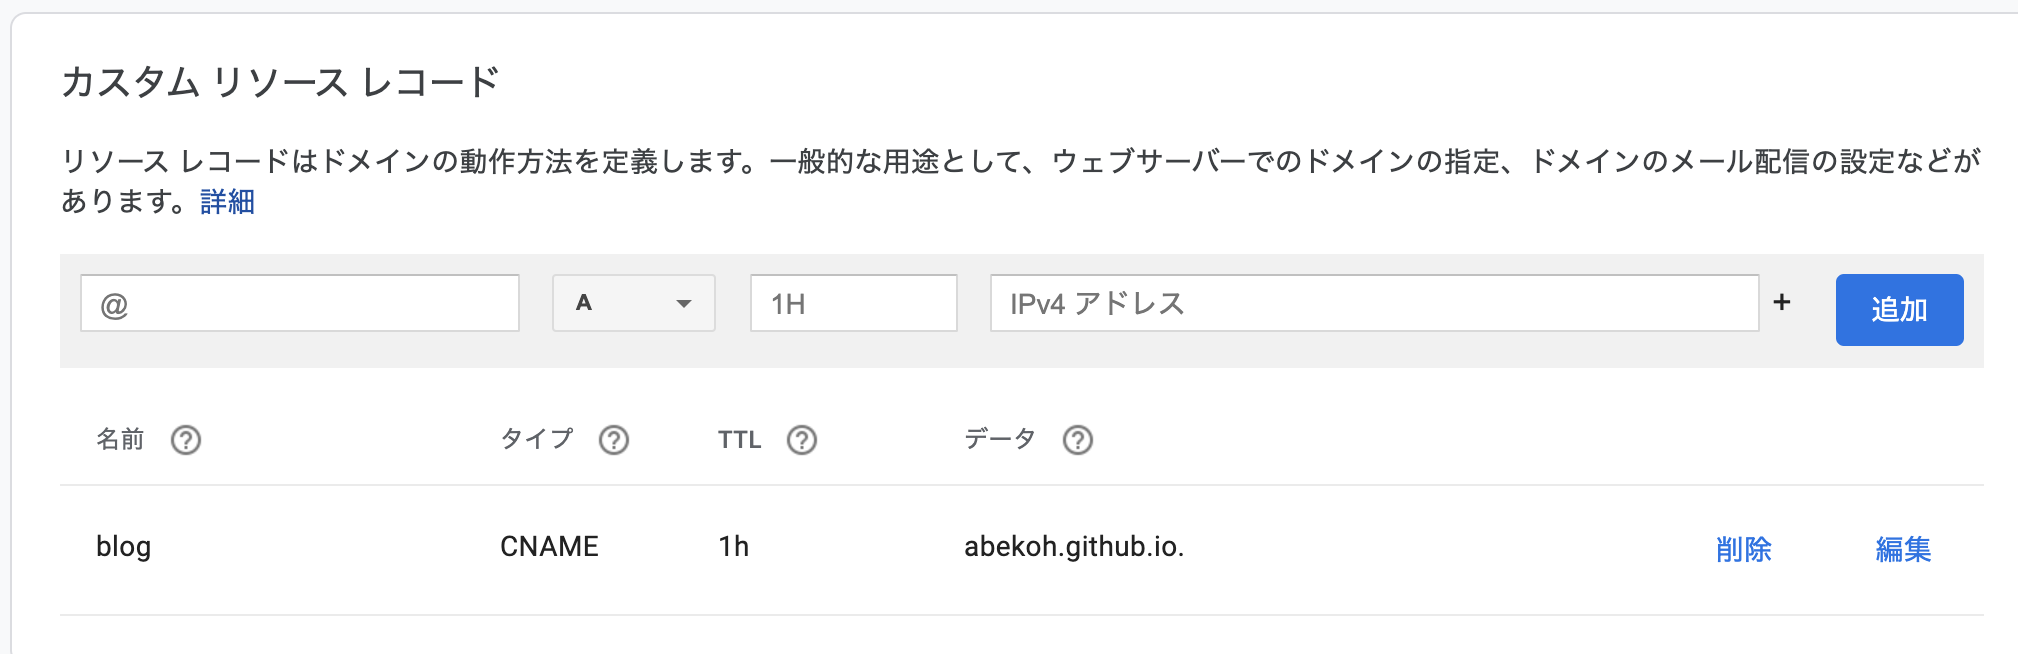 カスタム リソース レコード
リソース レコードはドメインの動作方法を定義します。一般的な用途として、ウェブサーバーでのドメインの指定、ドメインのメール配信の設定などが
あります。詳細
@ A 1H IPv4 アドレス + 追加
名前 ? タイプ ? TTL ? データ ?
blog CNAME 1h abekoh.github.io. 削除 編集